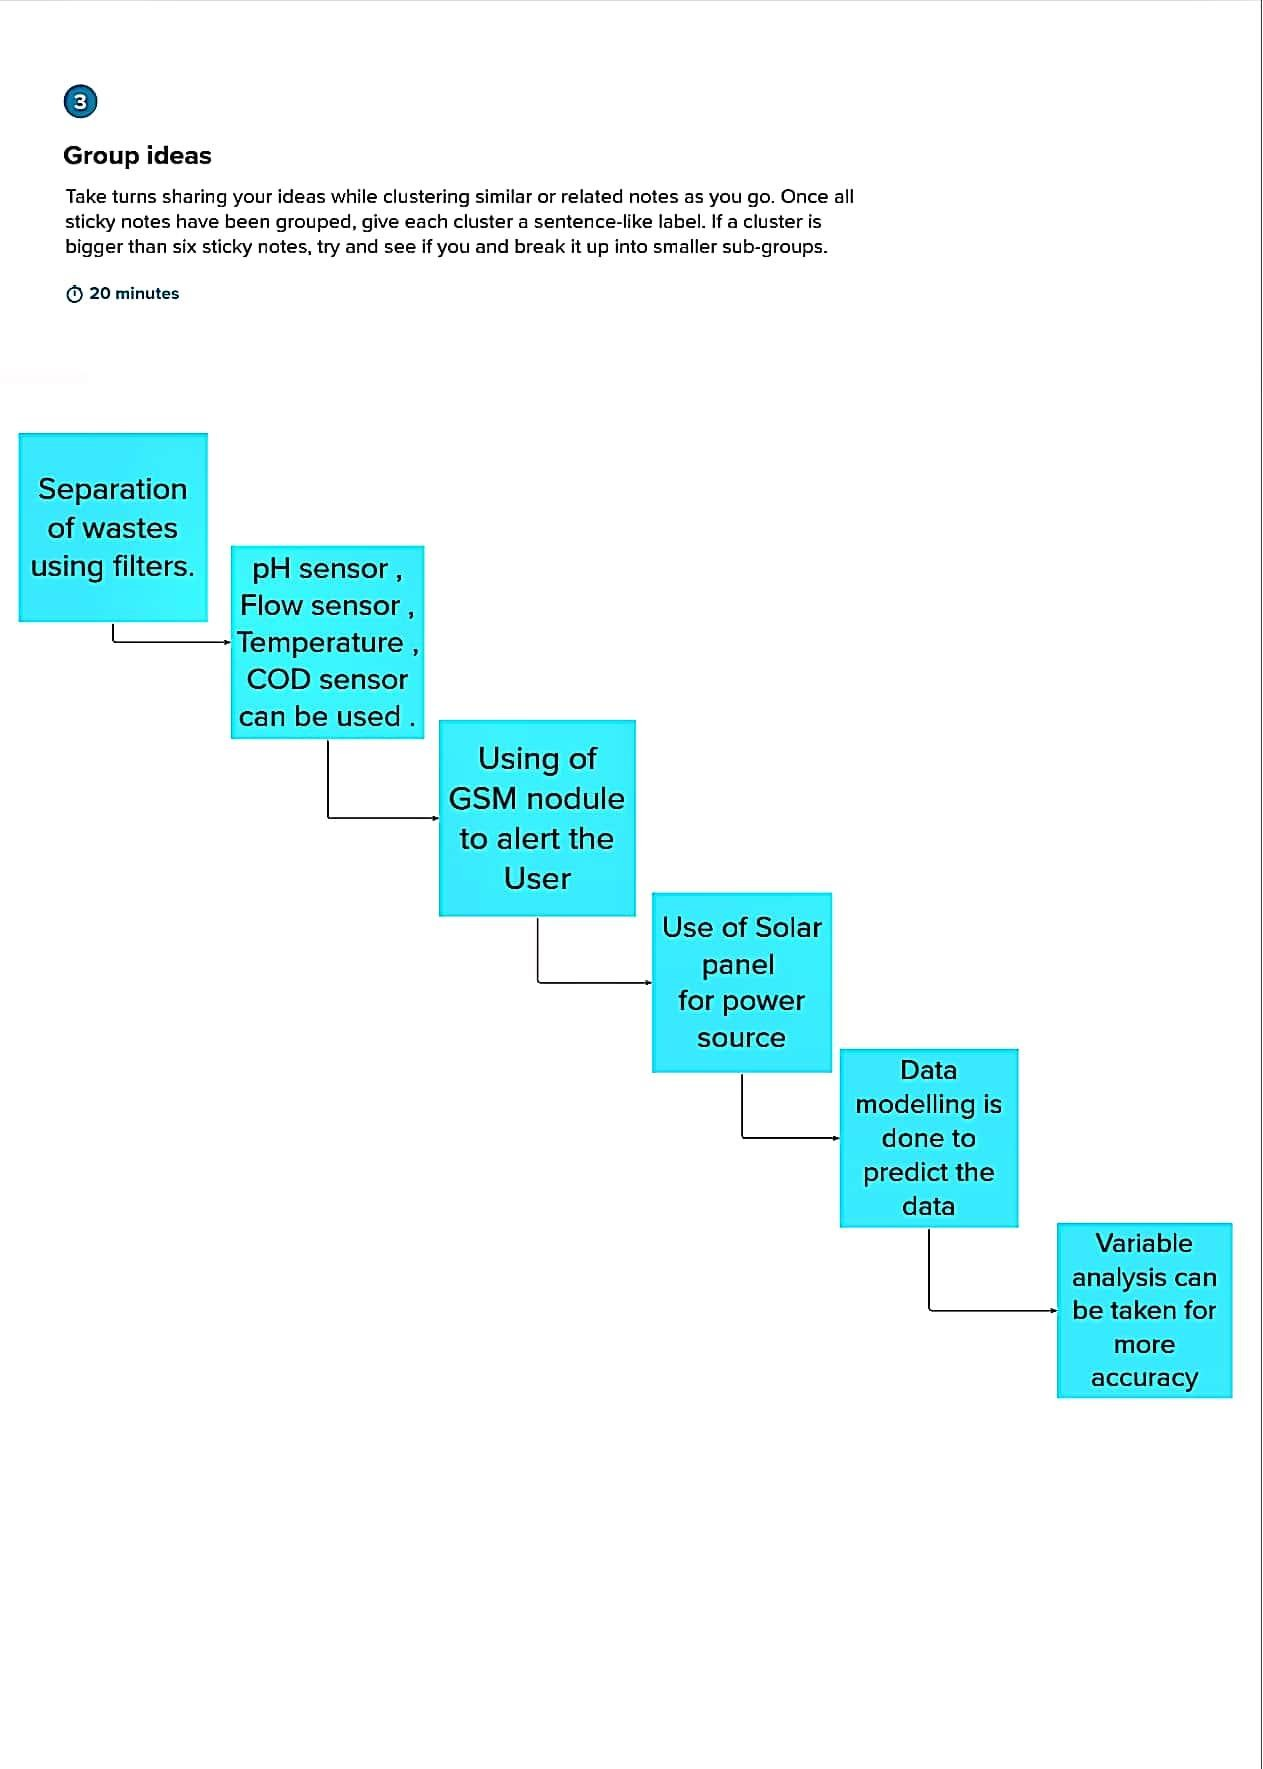 3
Group ideas
Take turns sharing your ideas while clustering similar or related notes as you go. Once all
sticky notes have been grouped, give each cluster a sentence-like label. If a cluster is
bigger than six sticky notes, try and see if you and break it up into smaller sub-groups.
20 minutes
Separation
of wastes
using filters.
pH sensor ,
Flow sensor ,
Temperature ,
COD sensor
can be used .
Using of
GSM nodule
to alert the
User
Use of Solar
panel
for power
source
Data
modelling is
done to
predict the
data
Variable
analysis can
be taken for
more
accuracy